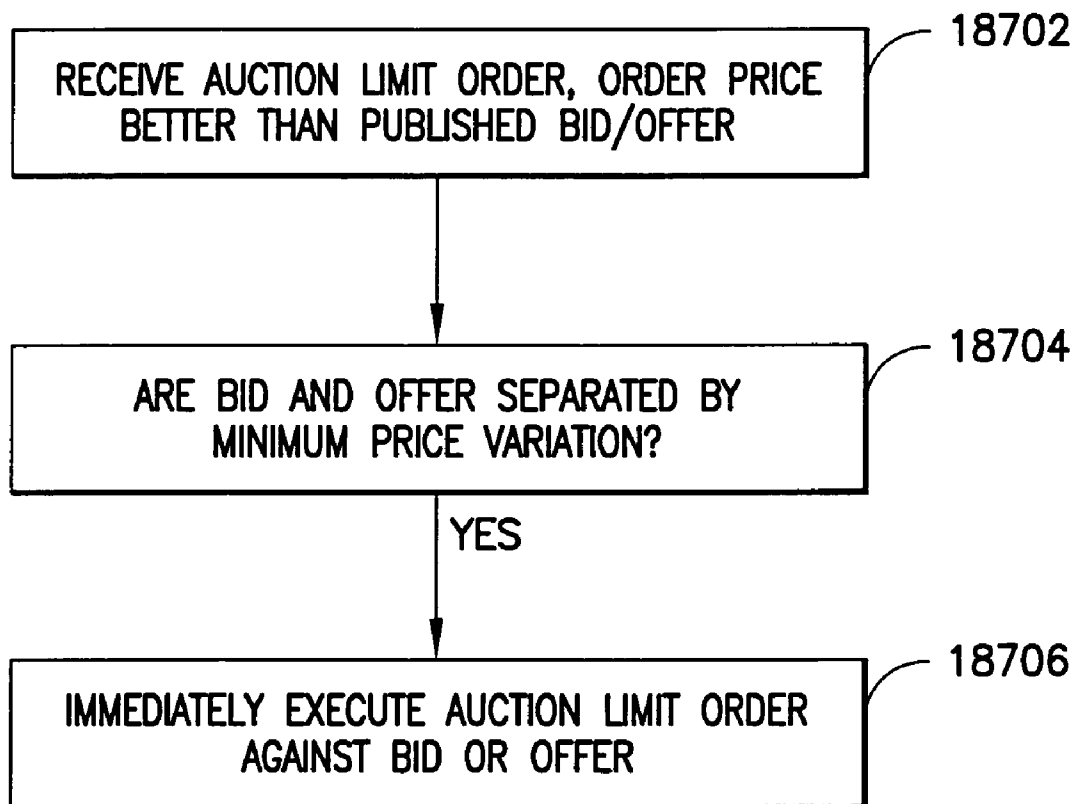 18702
RECEIVE AUCTION LIMIT ORDER, ORDER PRICE
BETTER THAN PUBLISHED BID/OFFER
18704
ARE BID AND OFFER SEPARATED BY
MINIMUM PRICE VARIATION?
YES
18706
IMMEDIATELY EXECUTE AUCTION LIMIT ORDER
AGAINST BID OR OFFER